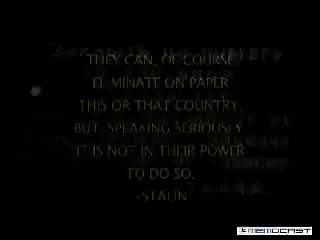 "THEY CAN, OF COURSE
ELIMINATE ON PAPER
THIS OR THAT COUNTRY.
BUT, SPEAKING SERIOUSLY
IT IS NOT IN THEIR POWER
TO DO SO.
-STALIN
MEMOCAST